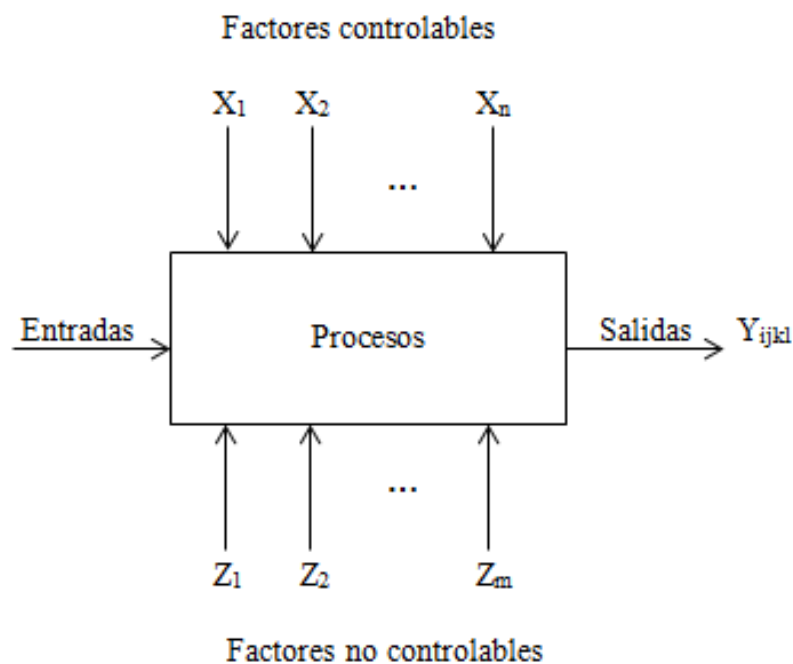 Factores controlables
X₁ X₂ Xₙ
...
Entradas Procesos Salidas Yᵢⱼₖₗ
...
Z₁ Z₂ Zₘ
Factores no controlables